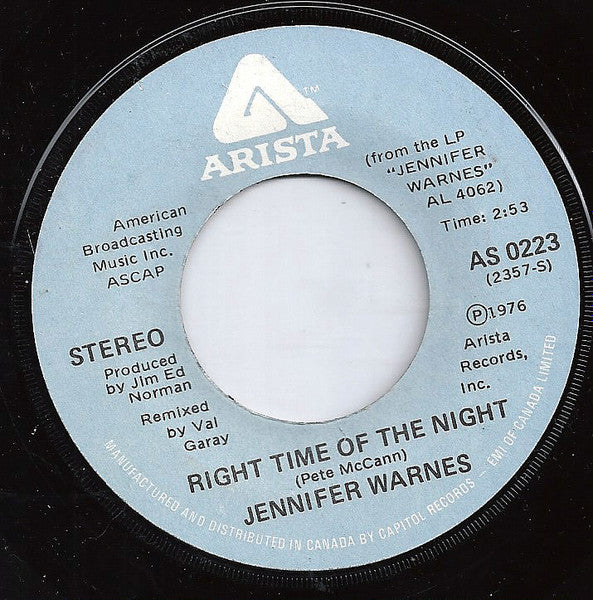 ARISTA
TM
(from the LP
"JENNIFER
WARNES"
AL 4062)
Time: 2:53
American
Broadcasting
Music Inc.
ASCAP
AS 0223
(2357-S)
STEREO
Produced
by Jim Ed
Norman
Remixed
by Val
Garay
Ⓟ1976
Arista
Records,
Inc.
RIGHT TIME OF THE NIGHT
(Pete McCann)
JENNIFER WARNES
MANUFACTURED AND DISTRIBUTED IN CANADA BY CAPITOL RECORDS - EMI OF CANADA LIMITED